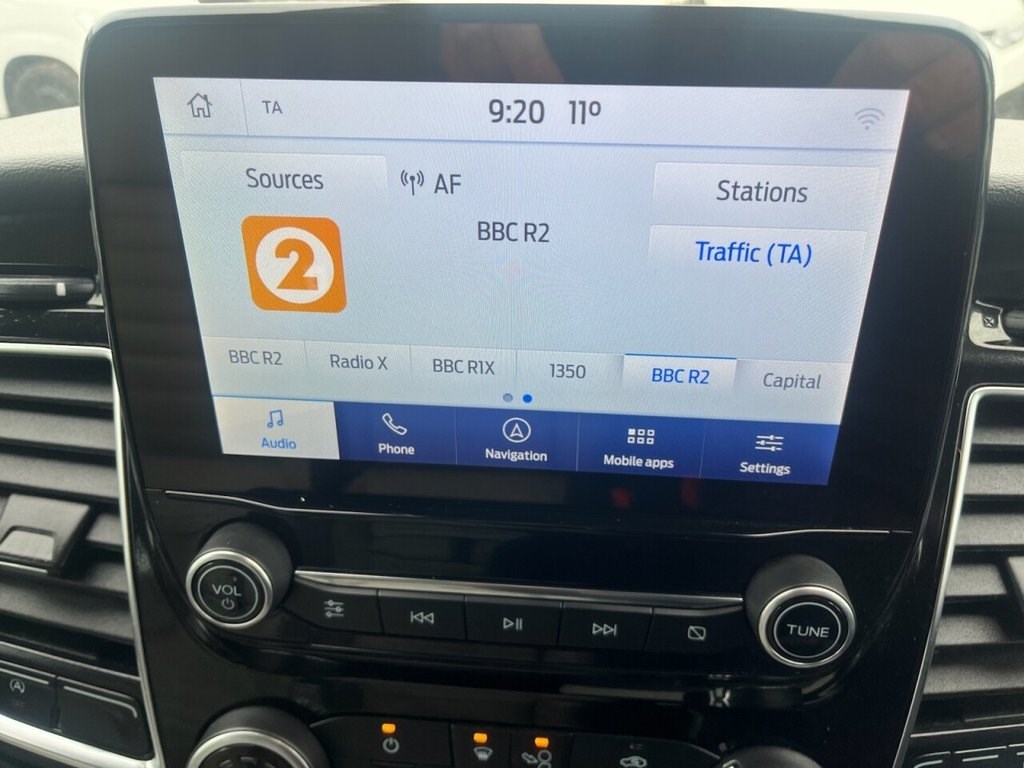 TA 9:20 11º
Sources AF Stations
BBC R2
Traffic (TA)
2
BBC R2 Radio X BBC R1X 1350 BBC R2 Capital
Audio Phone Navigation Mobile apps Settings
VOL
TUNE
A